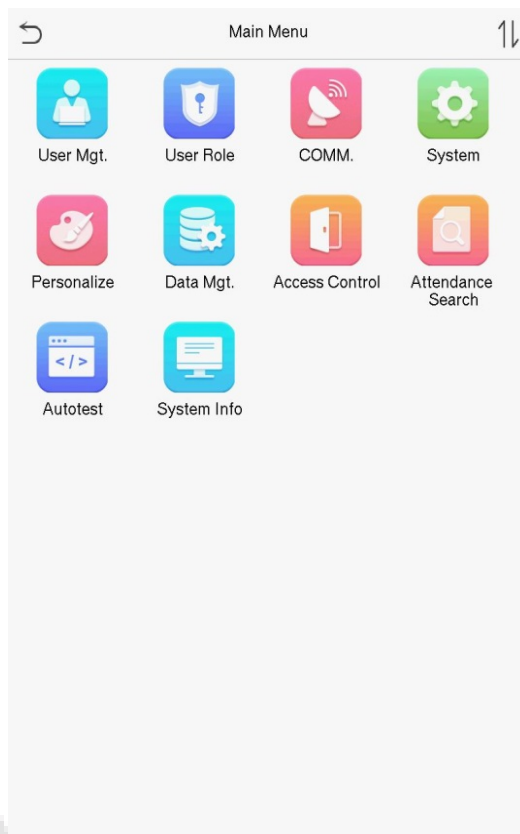 Main Menu
User Mgt.
User Role
COMM.
System
Personalize
Data Mgt.
Access Control
Attendance
Search
</>
Autotest
System Info